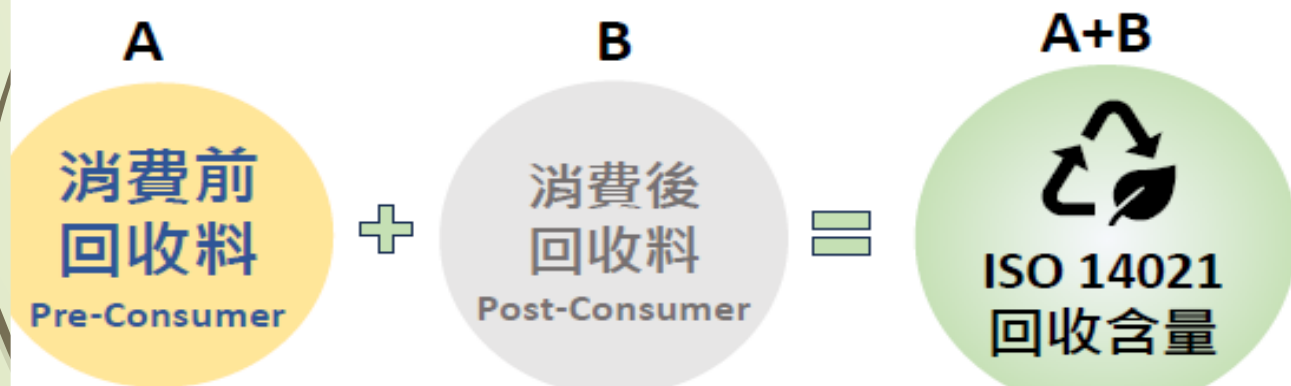 A
消費前
回收料
Pre-Consumer
+
B
消費後
回收料
Post-Consumer
=
A+B
ISO 14021
回收含量